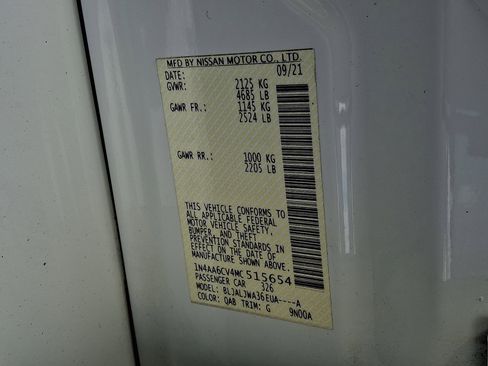 MFD BY NISSAN MOTOR CO., LTD.
DATE: 09/21
GVWR: 2125 KG
4685 LB
GAWR FR.: 1145 KG
2524 LB
GAWR RR.: 1000 KG
2205 LB
THIS VEHICLE CONFORMS TO
ALL APPLICABLE FEDERAL
MOTOR VEHICLE SAFETY,
BUMPER, AND THEFT
PREVENTION STANDARDS IN
EFFECT ON THE DATE OF
MANUFACTURE SHOWN ABOVE.
1N4AA6CV4MC515654
PASSENGER CAR 326
MODEL: BLJALJWA36EUA----A
COLOR: QAB TRIM: G 9N00A